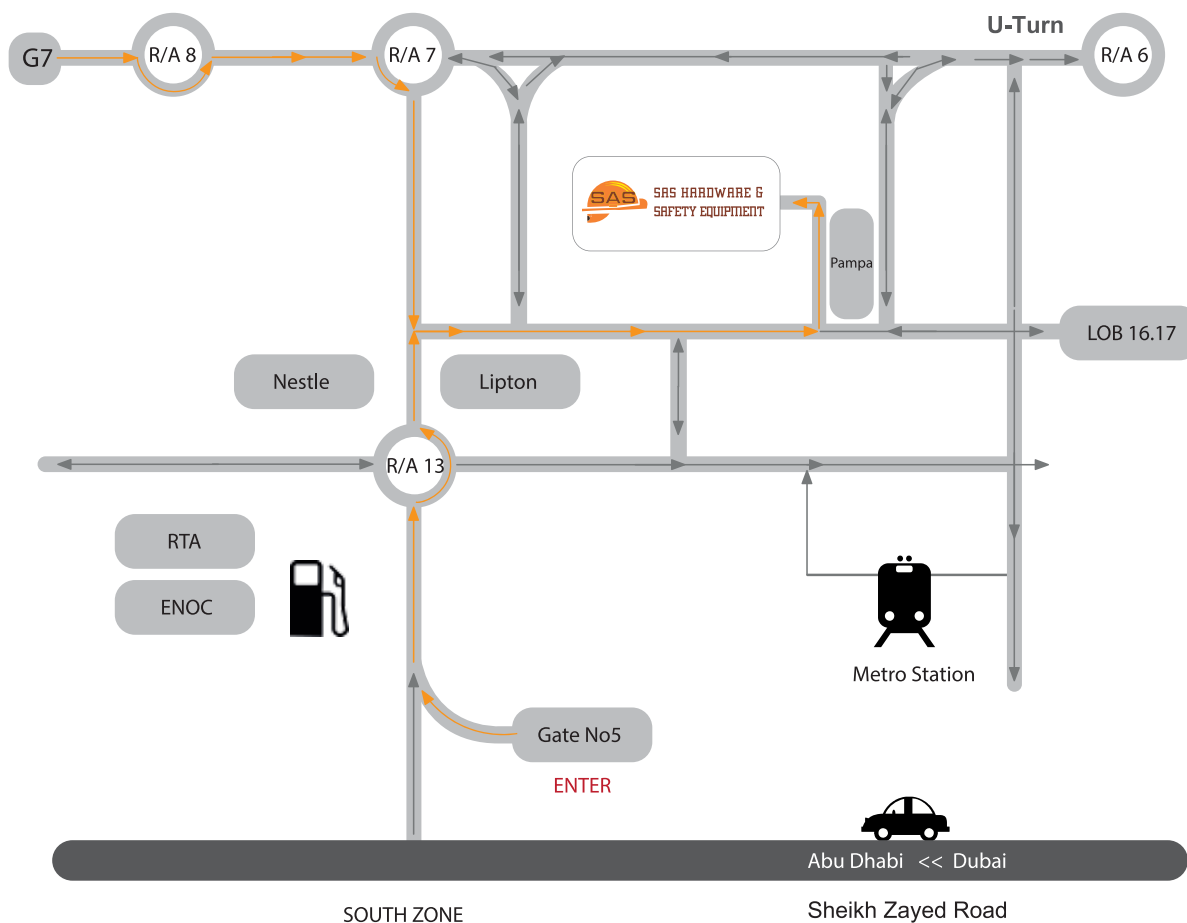 U-Turn
G7
R/A 8
R/A 7
R/A 6
SAS
SAS HARDWARE &
SAFETY EQUIPMENT
Pampa
LOB 16.17
Nestle
Lipton
R/A 13
RTA
ENOC
Metro Station
Gate No5
ENTER
Abu Dhabi << Dubai
SOUTH ZONE
Sheikh Zayed Road